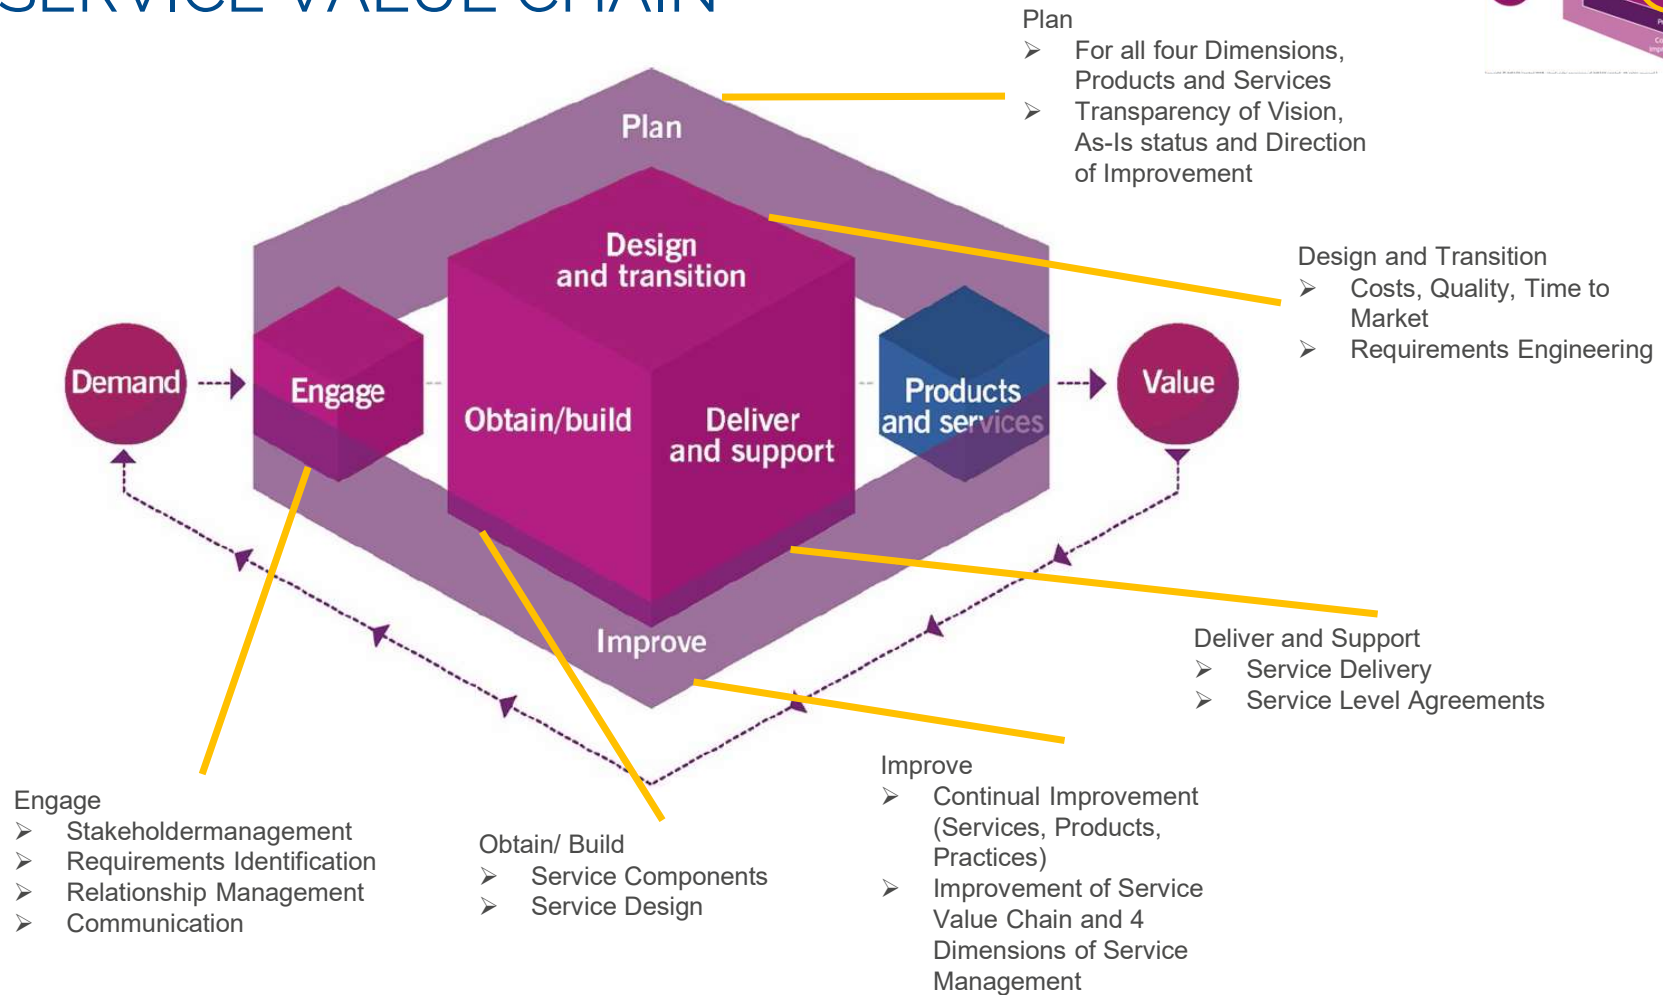 SERVICE VALUE CHAIN
Plan
➢ For all four Dimensions,
Products and Services
➢ Transparency of Vision,
As-Is status and Direction
of Improvement
Plan
Design
and transition
Design and Transition
➢ Costs, Quality, Time to
Market
➢ Requirements Engineering
Demand
Engage
Obtain/build
Deliver
and support
Products
and services
Value
Improve
Deliver and Support
➢ Service Delivery
➢ Service Level Agreements
Engage
➢ Stakeholdermanagement
➢ Requirements Identification
➢ Relationship Management
➢ Communication
Obtain/ Build
➢ Service Components
➢ Service Design
Improve
➢ Continual Improvement
(Services, Products,
Practices)
➢ Improvement of Service
Value Chain and 4
Dimensions of Service
Management